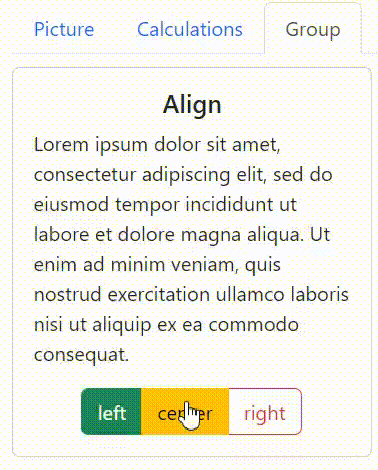 Picture Calculations Group
Align
Lorem ipsum dolor sit amet,
consectetur adipiscing elit, sed do
eiusmod tempor incididunt ut
labore et dolore magna aliqua. Ut
enim ad minim veniam, quis
nostrud exercitation ullamco laboris
nisi ut aliquip ex ea commodo
consequat.
left center right